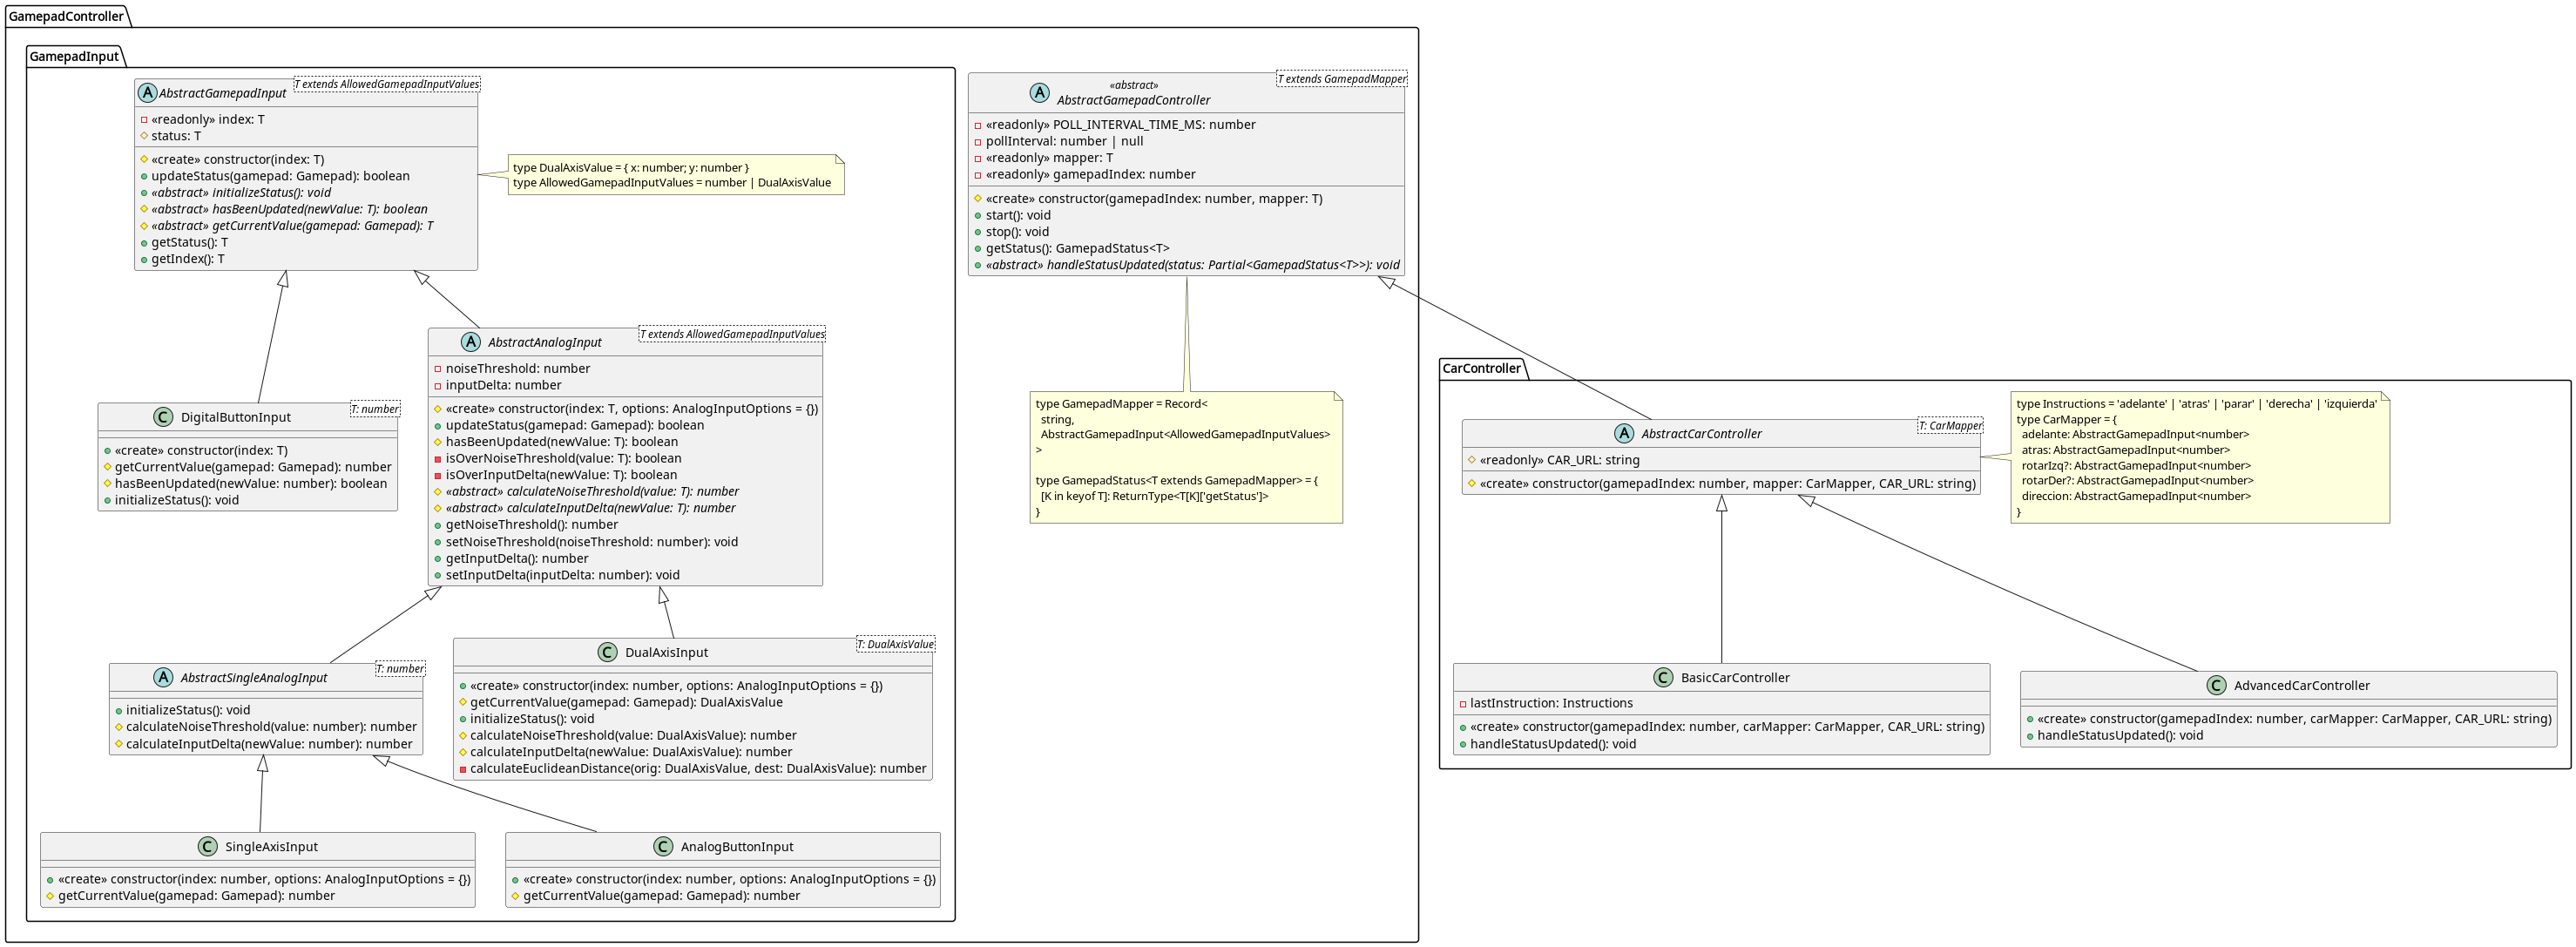 GamepadController
GamepadInput
AbstractGamepadInput
T extends AllowedGamepadInputValues
«readonly» index: T
status: T
«create» constructor(index: T)
updateStatus(gamepad: Gamepad): boolean
«abstract» initializeStatus(): void
«abstract» hasBeenUpdated(newValue: T): boolean
«abstract» getCurrentValue(gamepad: Gamepad): T
getStatus(): T
getIndex(): T
type DualAxisValue = { x: number; y: number }
type AllowedGamepadInputValues = number | DualAxisValue
«abstract»
AbstractGamepadController
T extends GamepadMapper
«readonly» POLL_INTERVAL_TIME_MS: number
pollInterval: number | null
«readonly» mapper: T
«readonly» gamepadIndex: number
«create» constructor(gamepadIndex: number, mapper: T)
start(): void
stop(): void
getStatus(): GamepadStatus<T>
«abstract» handleStatusUpdated(status: Partial<GamepadStatus<T>>): void
DigitalButtonInput
T: number
«create» constructor(index: T)
getCurrentValue(gamepad: Gamepad): number
hasBeenUpdated(newValue: number): boolean
initializeStatus(): void
AbstractAnalogInput
T extends AllowedGamepadInputValues
noiseThreshold: number
inputDelta: number
«create» constructor(index: T, options: AnalogInputOptions = {})
updateStatus(gamepad: Gamepad): boolean
hasBeenUpdated(newValue: T): boolean
isOverNoiseThreshold(value: T): boolean
isOverInputDelta(newValue: T): boolean
«abstract» calculateNoiseThreshold(value: T): number
«abstract» calculateInputDelta(newValue: T): number
getNoiseThreshold(): number
setNoiseThreshold(noiseThreshold: number): void
getInputDelta(): number
setInputDelta(inputDelta: number): void
type GamepadMapper = Record<
string,
AbstractGamepadInput<AllowedGamepadInputValues>
>
type GamepadStatus<T extends GamepadMapper> = {
[K in keyof T]: ReturnType<T[K]['getStatus']>
}
CarController
AbstractCarController
T: CarMapper
«readonly» CAR_URL: string
«create» constructor(gamepadIndex: number, mapper: CarMapper, CAR_URL: string)
type Instructions = 'adelante' | 'atras' | 'parar' | 'derecha' | 'izquierda'
type CarMapper = {
adelante: AbstractGamepadInput<number>
atras: AbstractGamepadInput<number>
rotarIzq?: AbstractGamepadInput<number>
rotarDer?: AbstractGamepadInput<number>
direccion: AbstractGamepadInput<number>
}
AbstractSingleAnalogInput
T: number
initializeStatus(): void
calculateNoiseThreshold(value: number): number
calculateInputDelta(newValue: number): number
DualAxisInput
T: DualAxisValue
«create» constructor(index: number, options: AnalogInputOptions = {})
getCurrentValue(gamepad: Gamepad): DualAxisValue
initializeStatus(): void
calculateNoiseThreshold(value: DualAxisValue): number
calculateInputDelta(newValue: DualAxisValue): number
calculateEuclideanDistance(orig: DualAxisValue, dest: DualAxisValue): number
BasicCarController
lastInstruction: Instructions
«create» constructor(gamepadIndex: number, carMapper: CarMapper, CAR_URL: string)
handleStatusUpdated(): void
AdvancedCarController
«create» constructor(gamepadIndex: number, carMapper: CarMapper, CAR_URL: string)
handleStatusUpdated(): void
SingleAxisInput
«create» constructor(index: number, options: AnalogInputOptions = {})
getCurrentValue(gamepad: Gamepad): number
AnalogButtonInput
«create» constructor(index: number, options: AnalogInputOptions = {})
getCurrentValue(gamepad: Gamepad): number